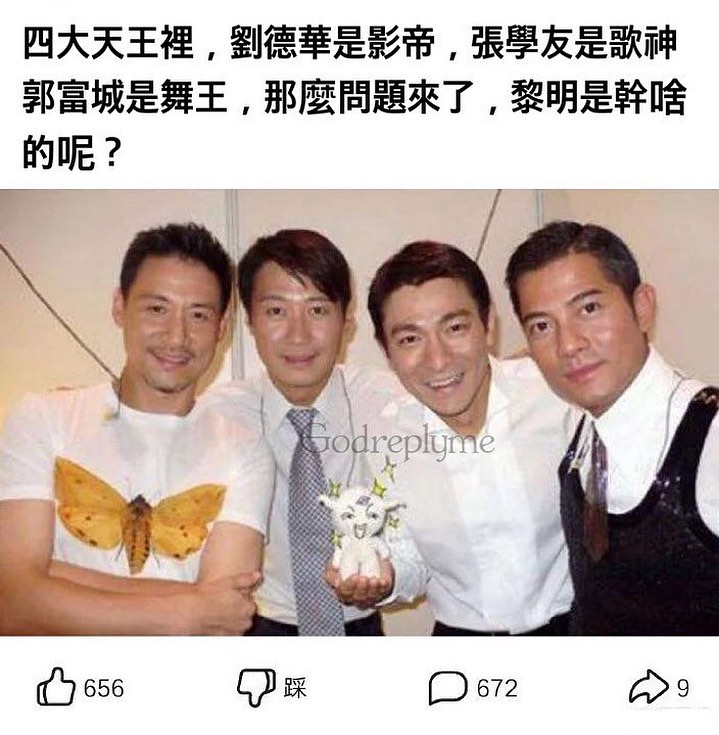 四大天王裡，劉德華是影帝，張學友是歌神
郭富城是舞王，那麼問題來了，黎明是幹啥
的呢？
Godreplyme
656
踩
672
9